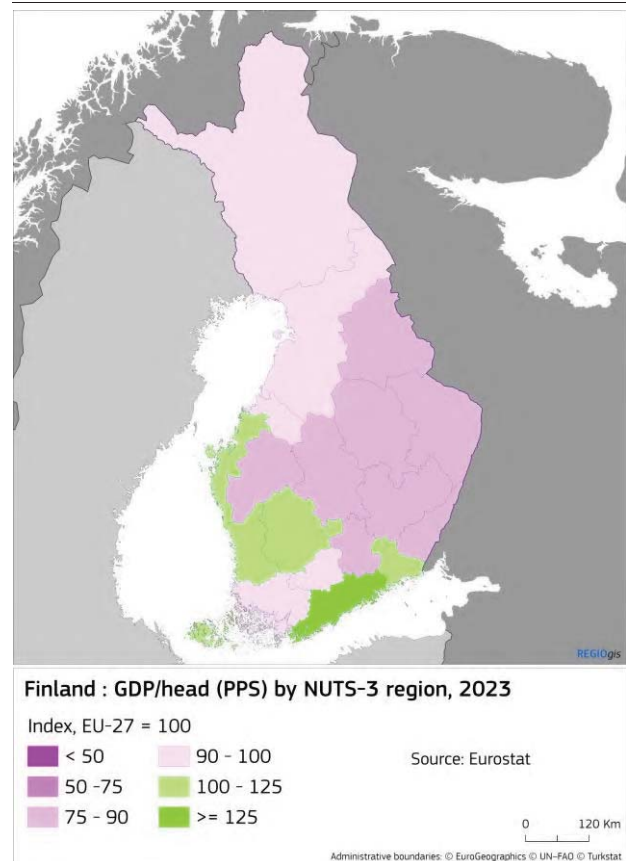 REGIOgis
Finland : GDP/head (PPS) by NUTS-3 region, 2023
Index, EU-27 = 100
< 50
90 - 100
Source: Eurostat
50 -75
100 - 125
75 - 90
>= 125
0 120 Km
Administrative boundaries: © EuroGeographics © UN-FAO © Turkstat